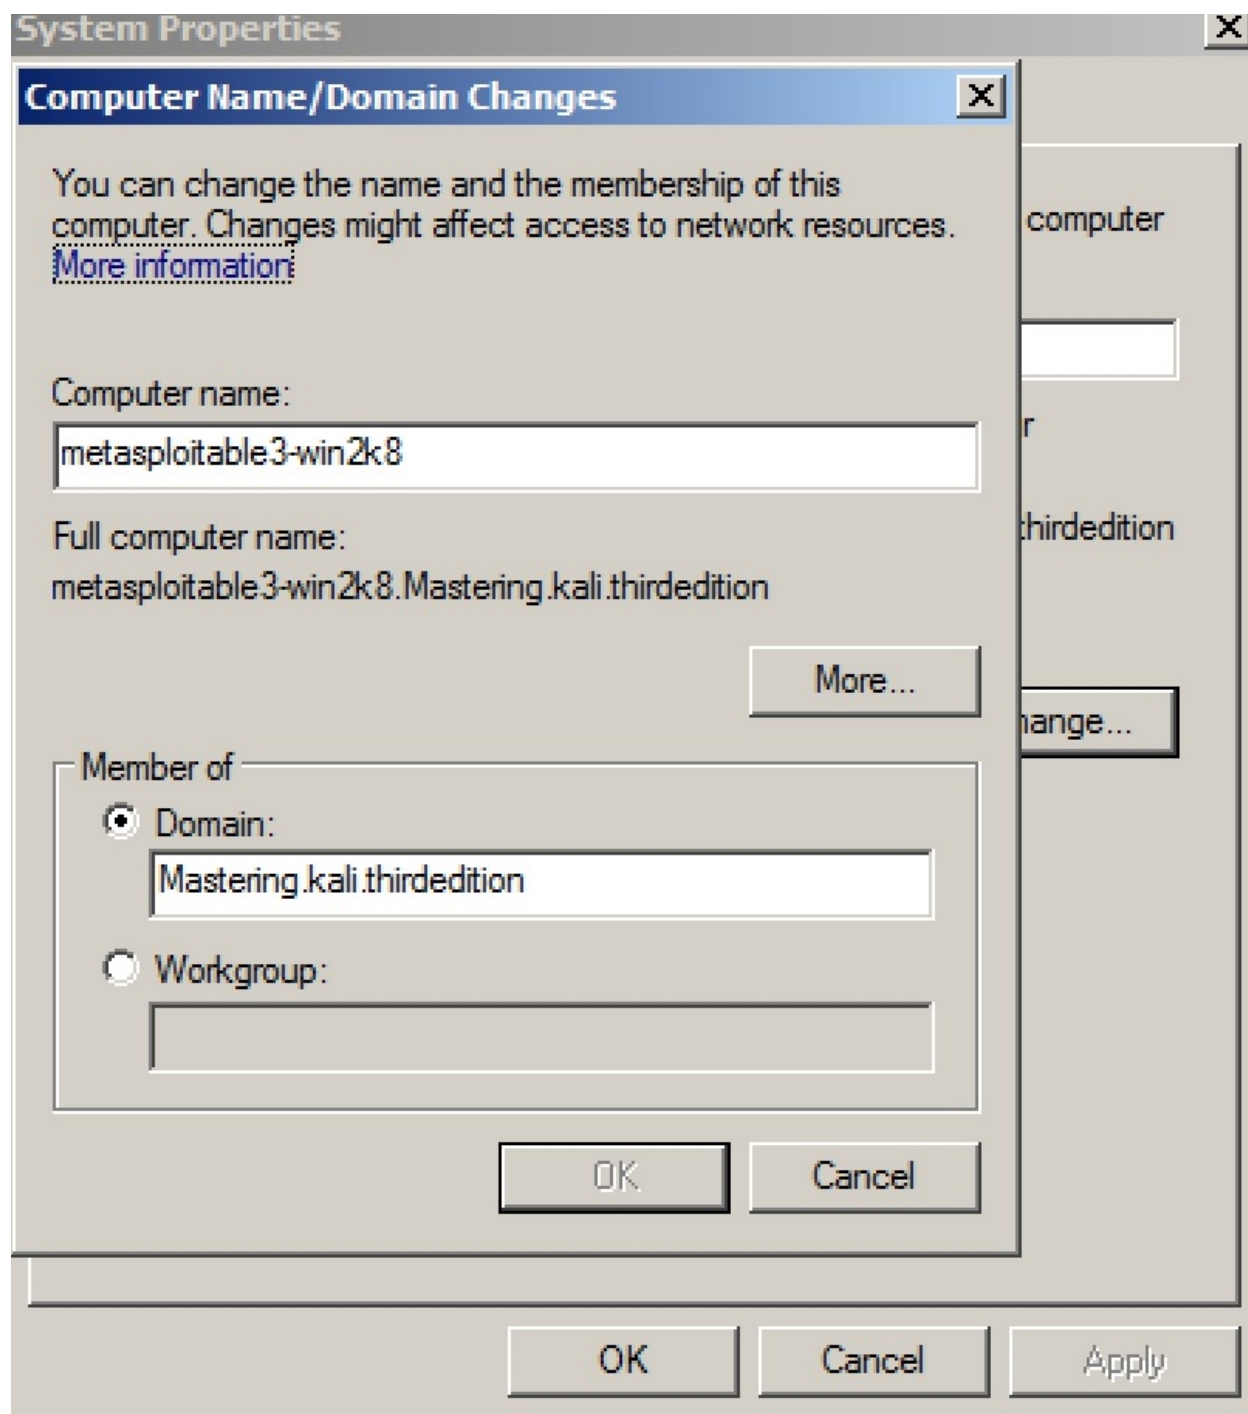 System Properties
Computer Name/Domain Changes
You can change the name and the membership of this
computer. Changes might affect access to network resources.
More information
computer
Computer name:
metasploitable3-win2k8
r
Full computer name:
thirdedition
metasploitable3-win2k8.Mastering.kali.thirdedition
More...
hange...
Member of
Domain:
Mastering.kali.thirdedition
Workgroup:
OK
Cancel
OK
Cancel
Apply